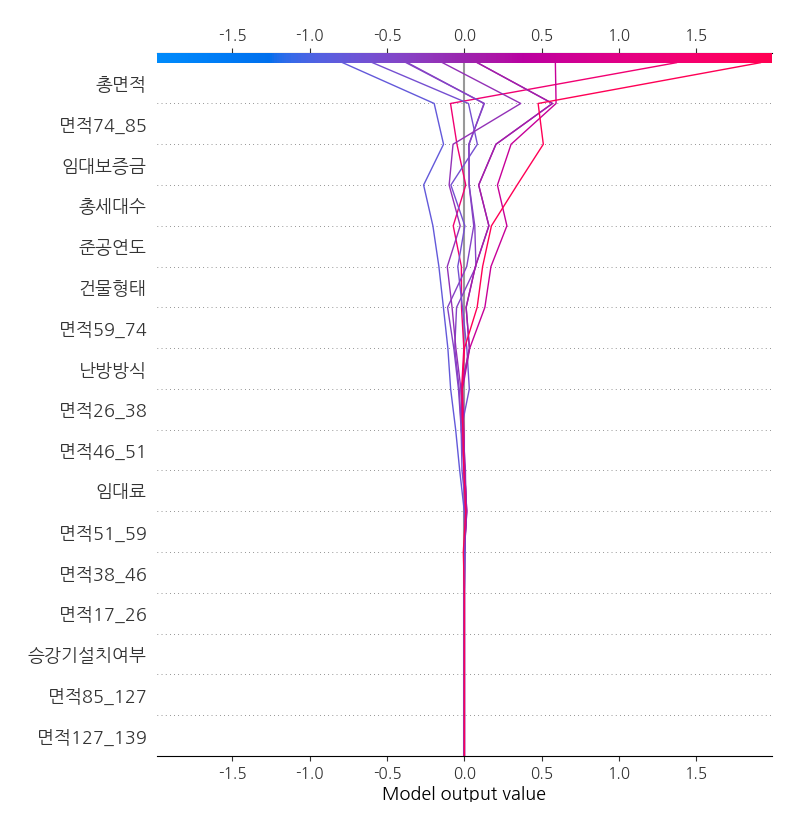 -1.5 -1.0 -0.5 0.0 0.5 1.0 1.5
총면적
면적74_85
임대보증금
총세대수
준공연도
건물형태
면적59_74
난방방식
면적26_38
면적46_51
임대료
면적51_59
면적38_46
면적17_26
승강기설치여부
면적85_127
면적127_139
-1.5 -1.0 -0.5 0.0 0.5 1.0 1.5
Model output value